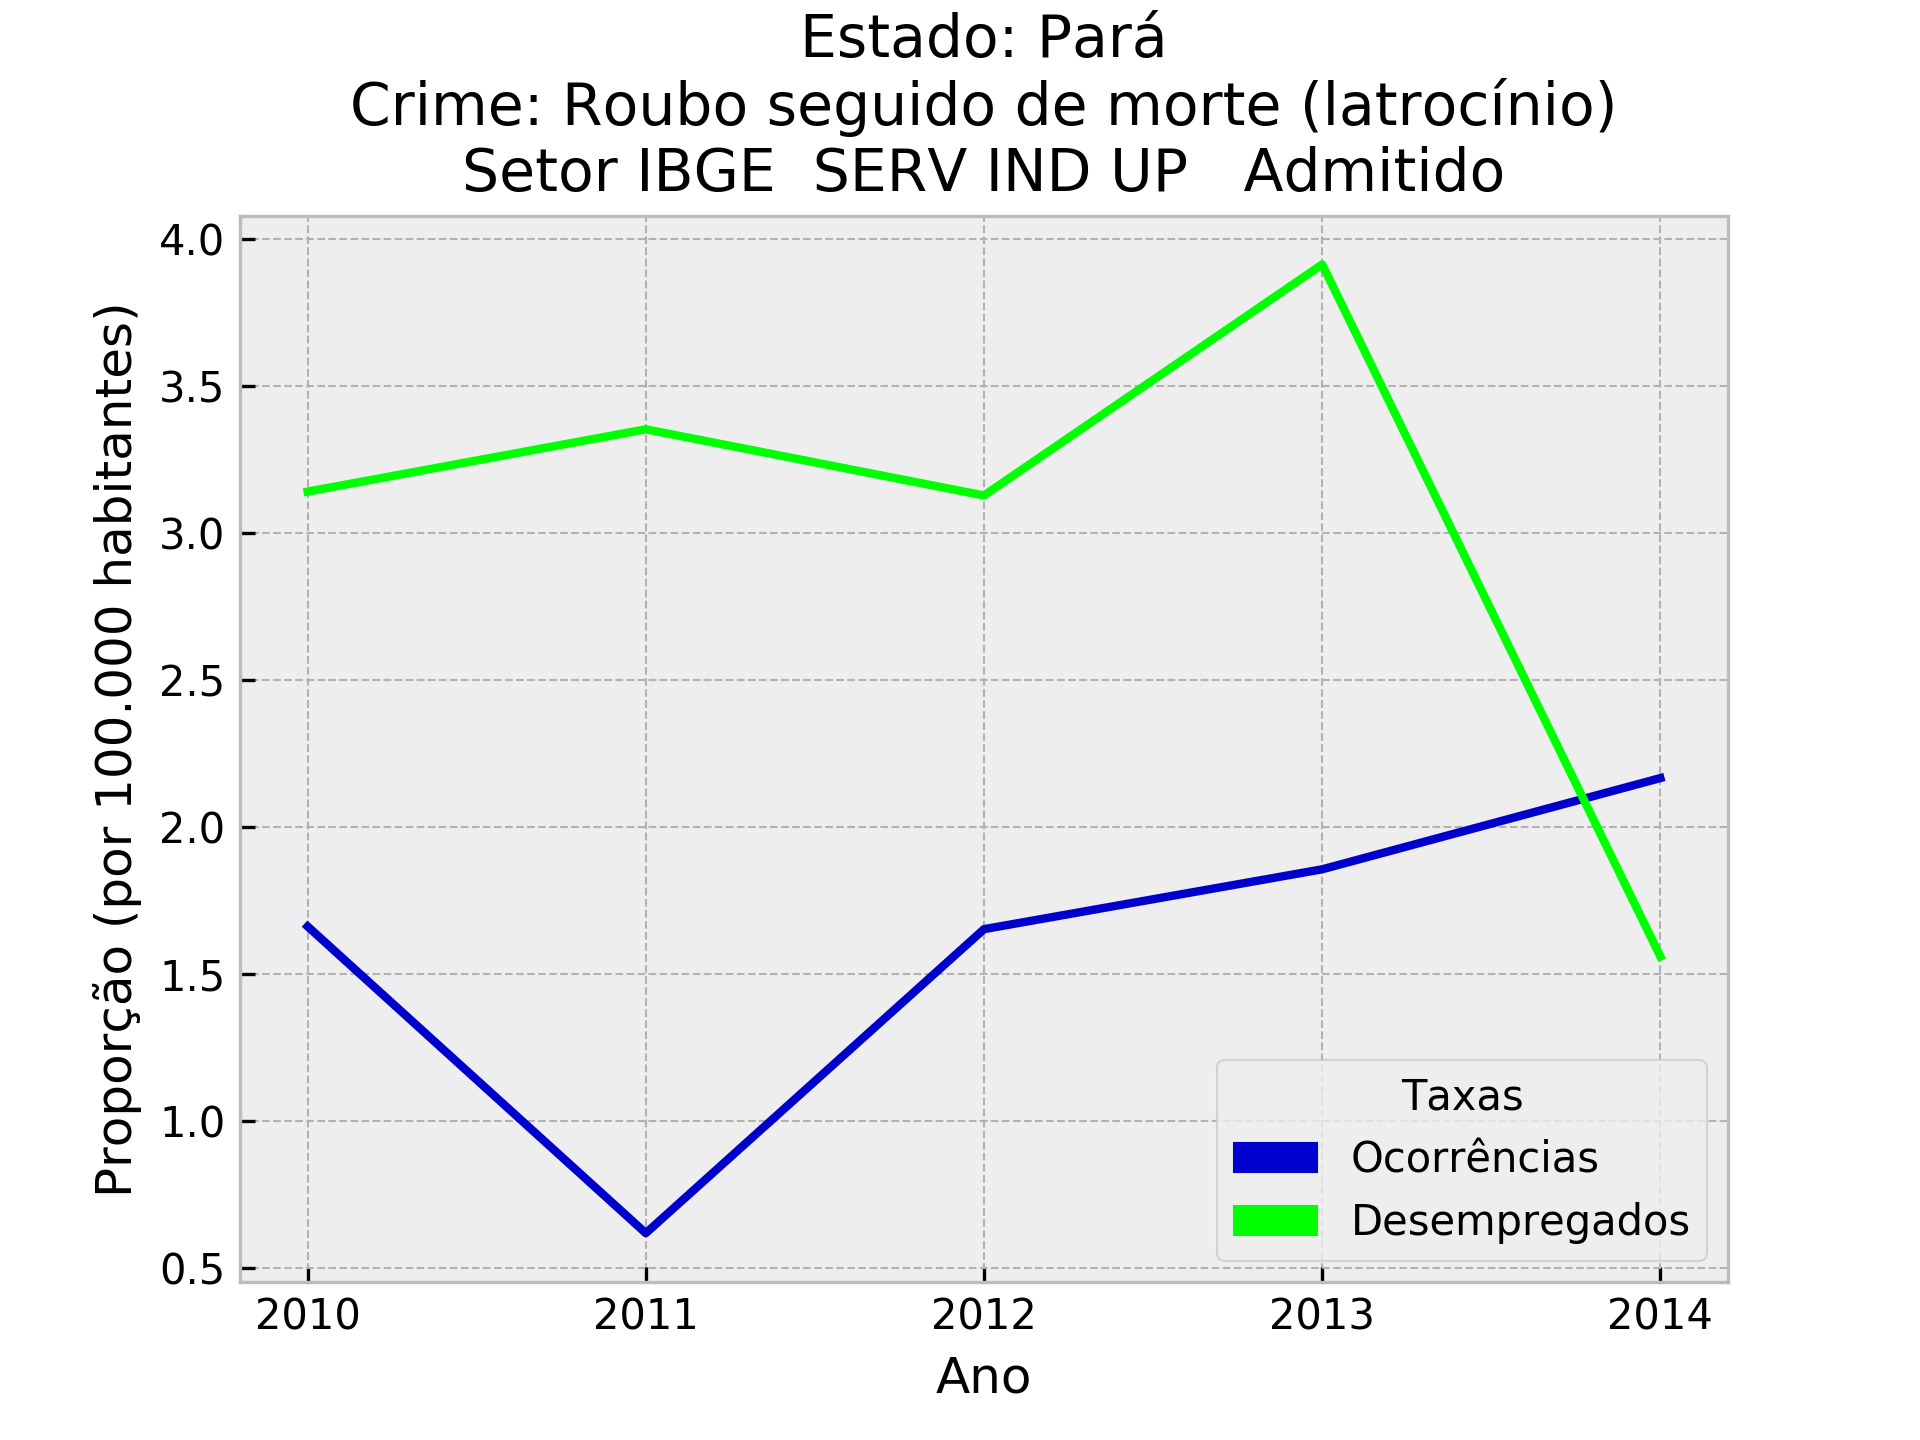 Estado: Pará
Crime: Roubo seguido de morte (latrocínio)
Setor IBGE  SERV IND UP   Admitido
Proporção (por 100.000 habitantes)
4.0
3.5
3.0
2.5
2.0
1.5
1.0
0.5
Taxas
Ocorrências
Desempregados
2010 2011 2012 2013 2014
Ano